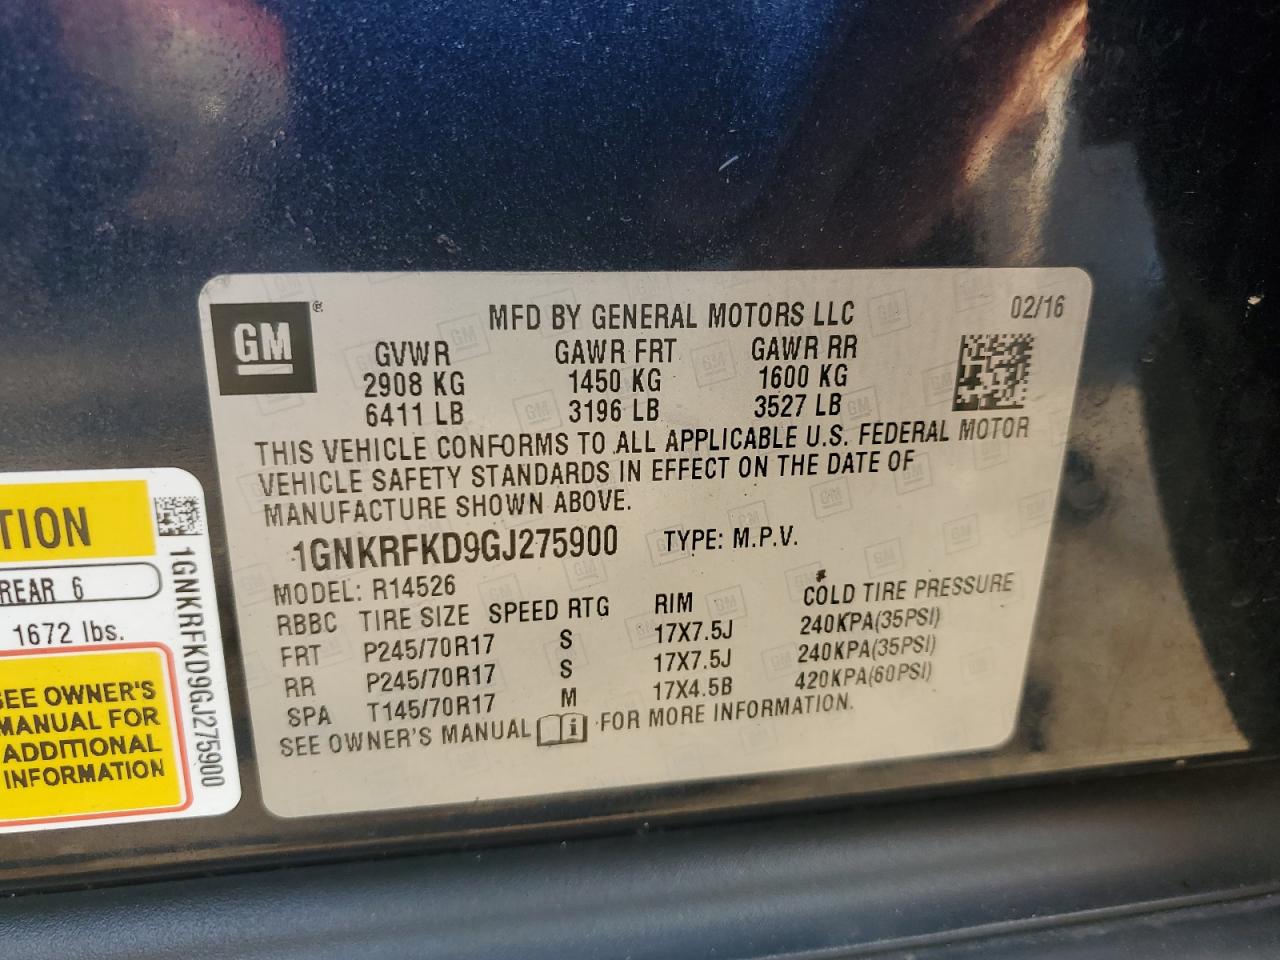 GM ®
MFD BY GENERAL MOTORS LLC 02/16
GVWR GAWR FRT GAWR RR
2908 KG 1450 KG 1600 KG
6411 LB 3196 LB 3527 LB
THIS VEHICLE CONFORMS TO ALL APPLICABLE U.S. FEDERAL MOTOR
VEHICLE SAFETY STANDARDS IN EFFECT ON THE DATE OF
MANUFACTURE SHOWN ABOVE.
1GNKRFKD9GJ275900 TYPE: M.P.V.
MODEL: R14526
RBBC TIRE SIZE SPEED RTG RIM COLD TIRE PRESSURE
FRT P245/70R17 S 17X7.5J 240KPA(35PSI)
RR P245/70R17 S 17X7.5J 240KPA(35PSI)
SPA T145/70R17 M 17X4.5B 420KPA(60PSI)
SEE OWNER'S MANUAL i FOR MORE INFORMATION.
TION
REAR 6
1672 lbs.
SEE OWNER'S
MANUAL FOR
ADDITIONAL
INFORMATION
1GNKRFKD9GJ275900